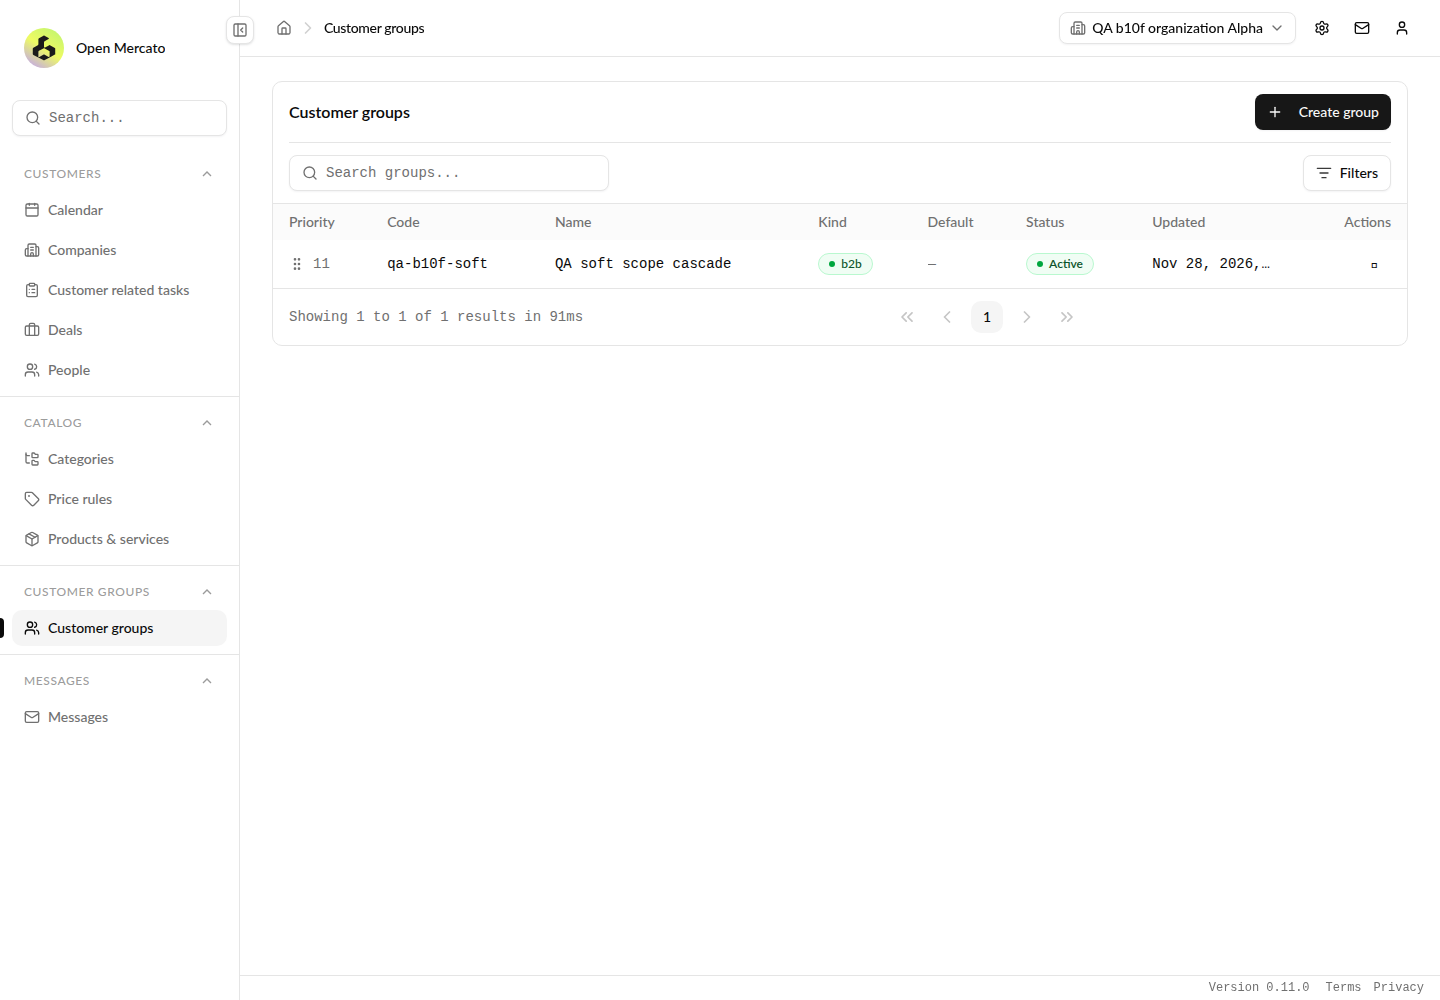 Open Mercato
Search...
CUSTOMERS
Calendar
Companies
Customer related tasks
Deals
People
CATALOG
Categories
Price rules
Products & services
CUSTOMER GROUPS
Customer groups
MESSAGES
Messages
Customer groups
QA b10f organization Alpha
Customer groups
Create group
Search groups...
Filters
Priority Code Name Kind Default Status Updated Actions
11 qa-b10f-soft QA soft scope cascade b2b — Active Nov 28, 2026,…
Showing 1 to 1 of 1 results in 91ms
1
Version 0.11.0 Terms Privacy